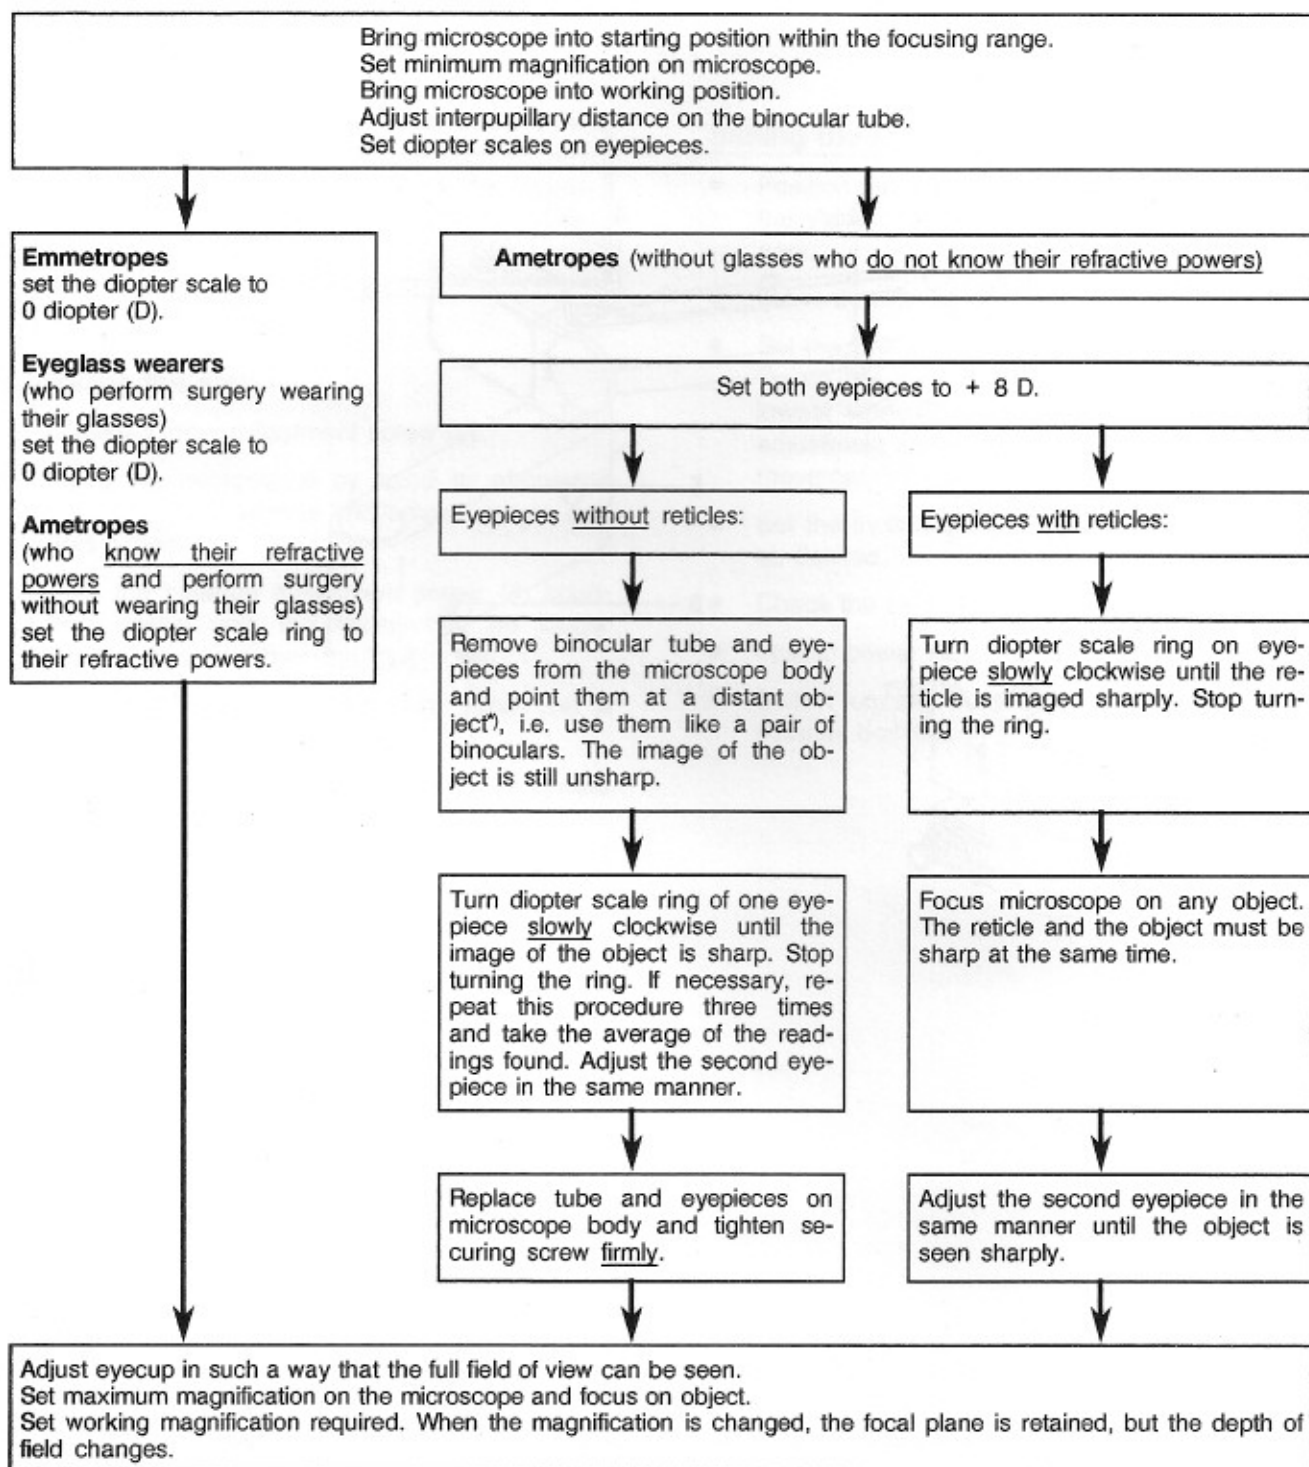 Bring microscope into starting position within the focusing range.
Set minimum magnification on microscope.
Bring microscope into working position.
Adjust interpupillary distance on the binocular tube.
Set diopter scales on eyepieces.
Emmetropes
set the diopter scale to
0 diopter (D).
Eyeglass wearers
(who perform surgery wearing
their glasses)
set the diopter scale to
0 diopter (D).
Ametropes
(who know their refractive
powers and perform surgery
without wearing their glasses)
set the diopter scale ring to
their refractive powers.
Ametropes (without glasses who do not know their refractive powers)
Set both eyepieces to + 8 D.
Eyepieces without reticles:
Remove binocular tube and eye-
pieces from the microscope body
and point them at a distant ob-
ject*), i.e. use them like a pair of
binoculars. The image of the ob-
ject is still unsharp.
Turn diopter scale ring of one eye-
piece slowly clockwise until the
image of the object is sharp. Stop
turning the ring. If necessary, re-
peat this procedure three times
and take the average of the read-
ings found. Adjust the second eye-
piece in the same manner.
Replace tube and eyepieces on
microscope body and tighten se-
curing screw firmly.
Eyepieces with reticles:
Turn diopter scale ring on eye-
piece slowly clockwise until the re-
ticle is imaged sharply. Stop turn-
ing the ring.
Focus microscope on any object.
The reticle and the object must be
sharp at the same time.
Adjust the second eyepiece in the
same manner until the object is
seen sharply.
Adjust eyecup in such a way that the full field of view can be seen.
Set maximum magnification on the microscope and focus on object.
Set working magnification required. When the magnification is changed, the focal plane is retained, but the depth of
field changes.